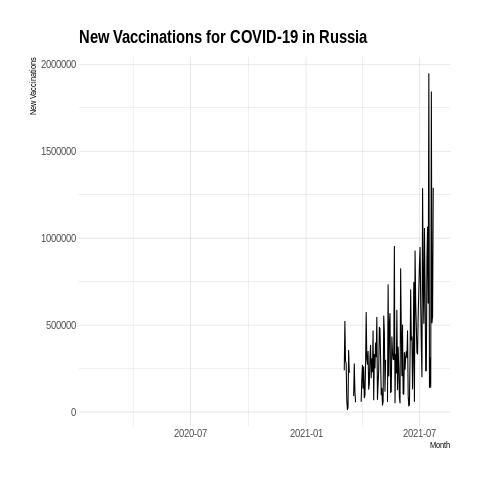 New Vaccinations for COVID-19 in Russia
New Vaccinations
2000000
1500000
1000000
500000
0
2020-07
2021-01
2021-07
Month